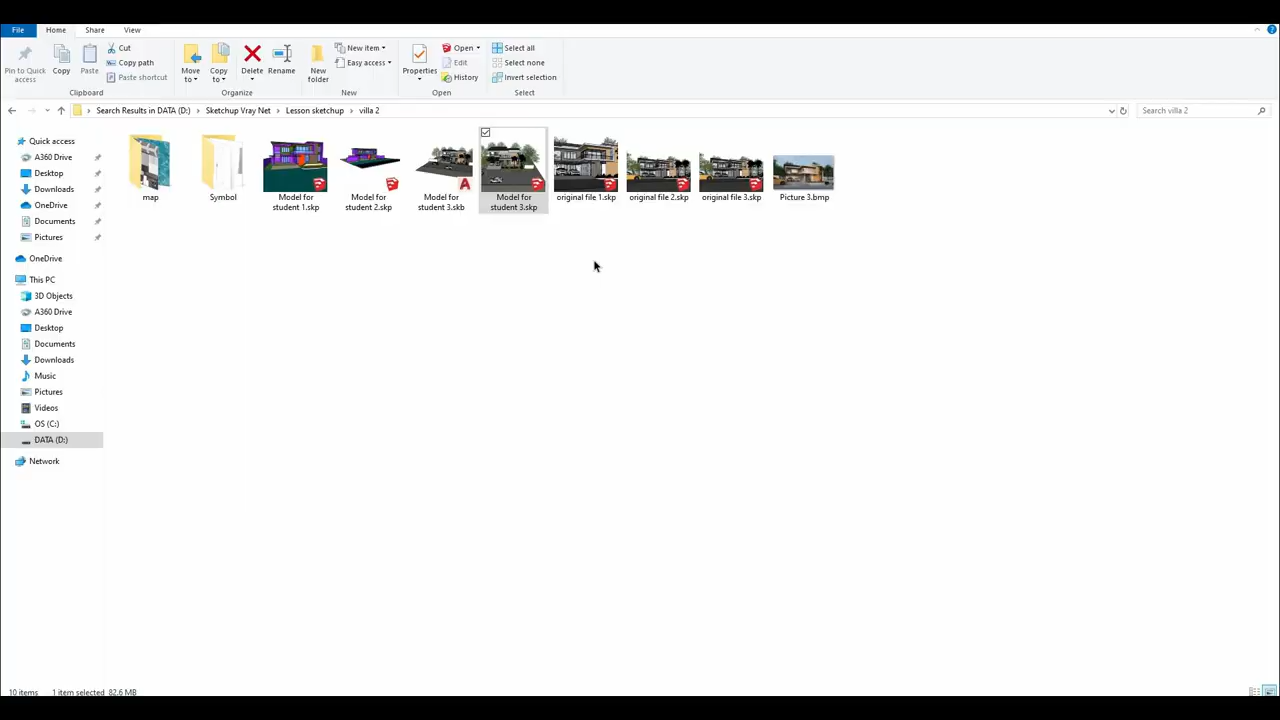 File Home Share View
Pin to Quick access
Copy
Paste
Cut
Copy path
Paste shortcut
Clipboard
Move to
Copy to
Delete
Rename
Organize
New folder
New item
Easy access
New
Properties
Open
Edit
History
Open
Select all
Select none
Invert selection
Select
Search Results in DATA (D:) Sketchup Vray Net Lesson sketchup villa 2
Search villa 2
Quick access
A360 Drive
Desktop
Downloads
OneDrive
Documents
Pictures
OneDrive
This PC
3D Objects
A360 Drive
Desktop
Documents
Downloads
Music
Pictures
Videos
OS (C:)
DATA (D:)
Network
map
Symbol
Model for
student 1.skp
Model for
student 2.skp
Model for
student 3.skb
Model for
student 3.skp
original file 1.skp
original file 2.skp
original file 3.skp
Picture 3.bmp
10 items 1 item selected 82.6 MB